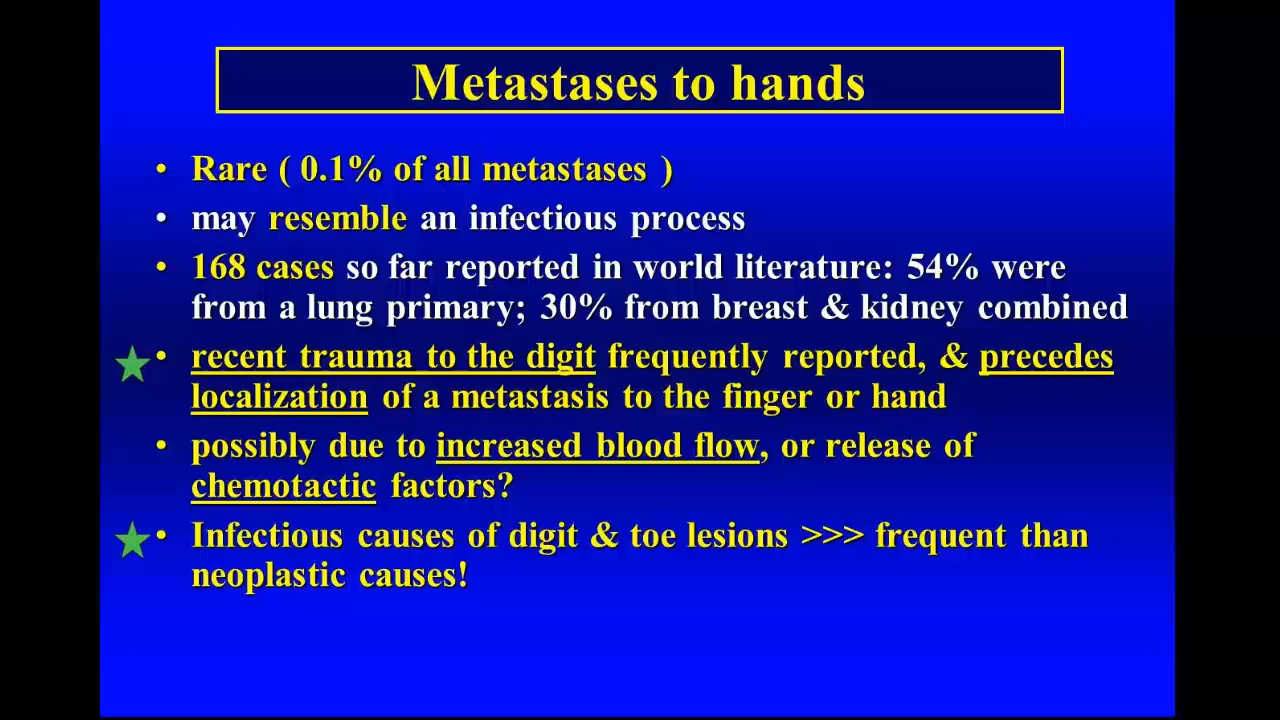 Metastases to hands
• Rare ( 0.1% of all metastases )
• may resemble an infectious process
• 168 cases so far reported in world literature: 54% were
from a lung primary; 30% from breast & kidney combined
• recent trauma to the digit frequently reported, & precedes
localization of a metastasis to the finger or hand
• possibly due to increased blood flow, or release of
chemotactic factors?
• Infectious causes of digit & toe lesions >>> frequent than
neoplastic causes!